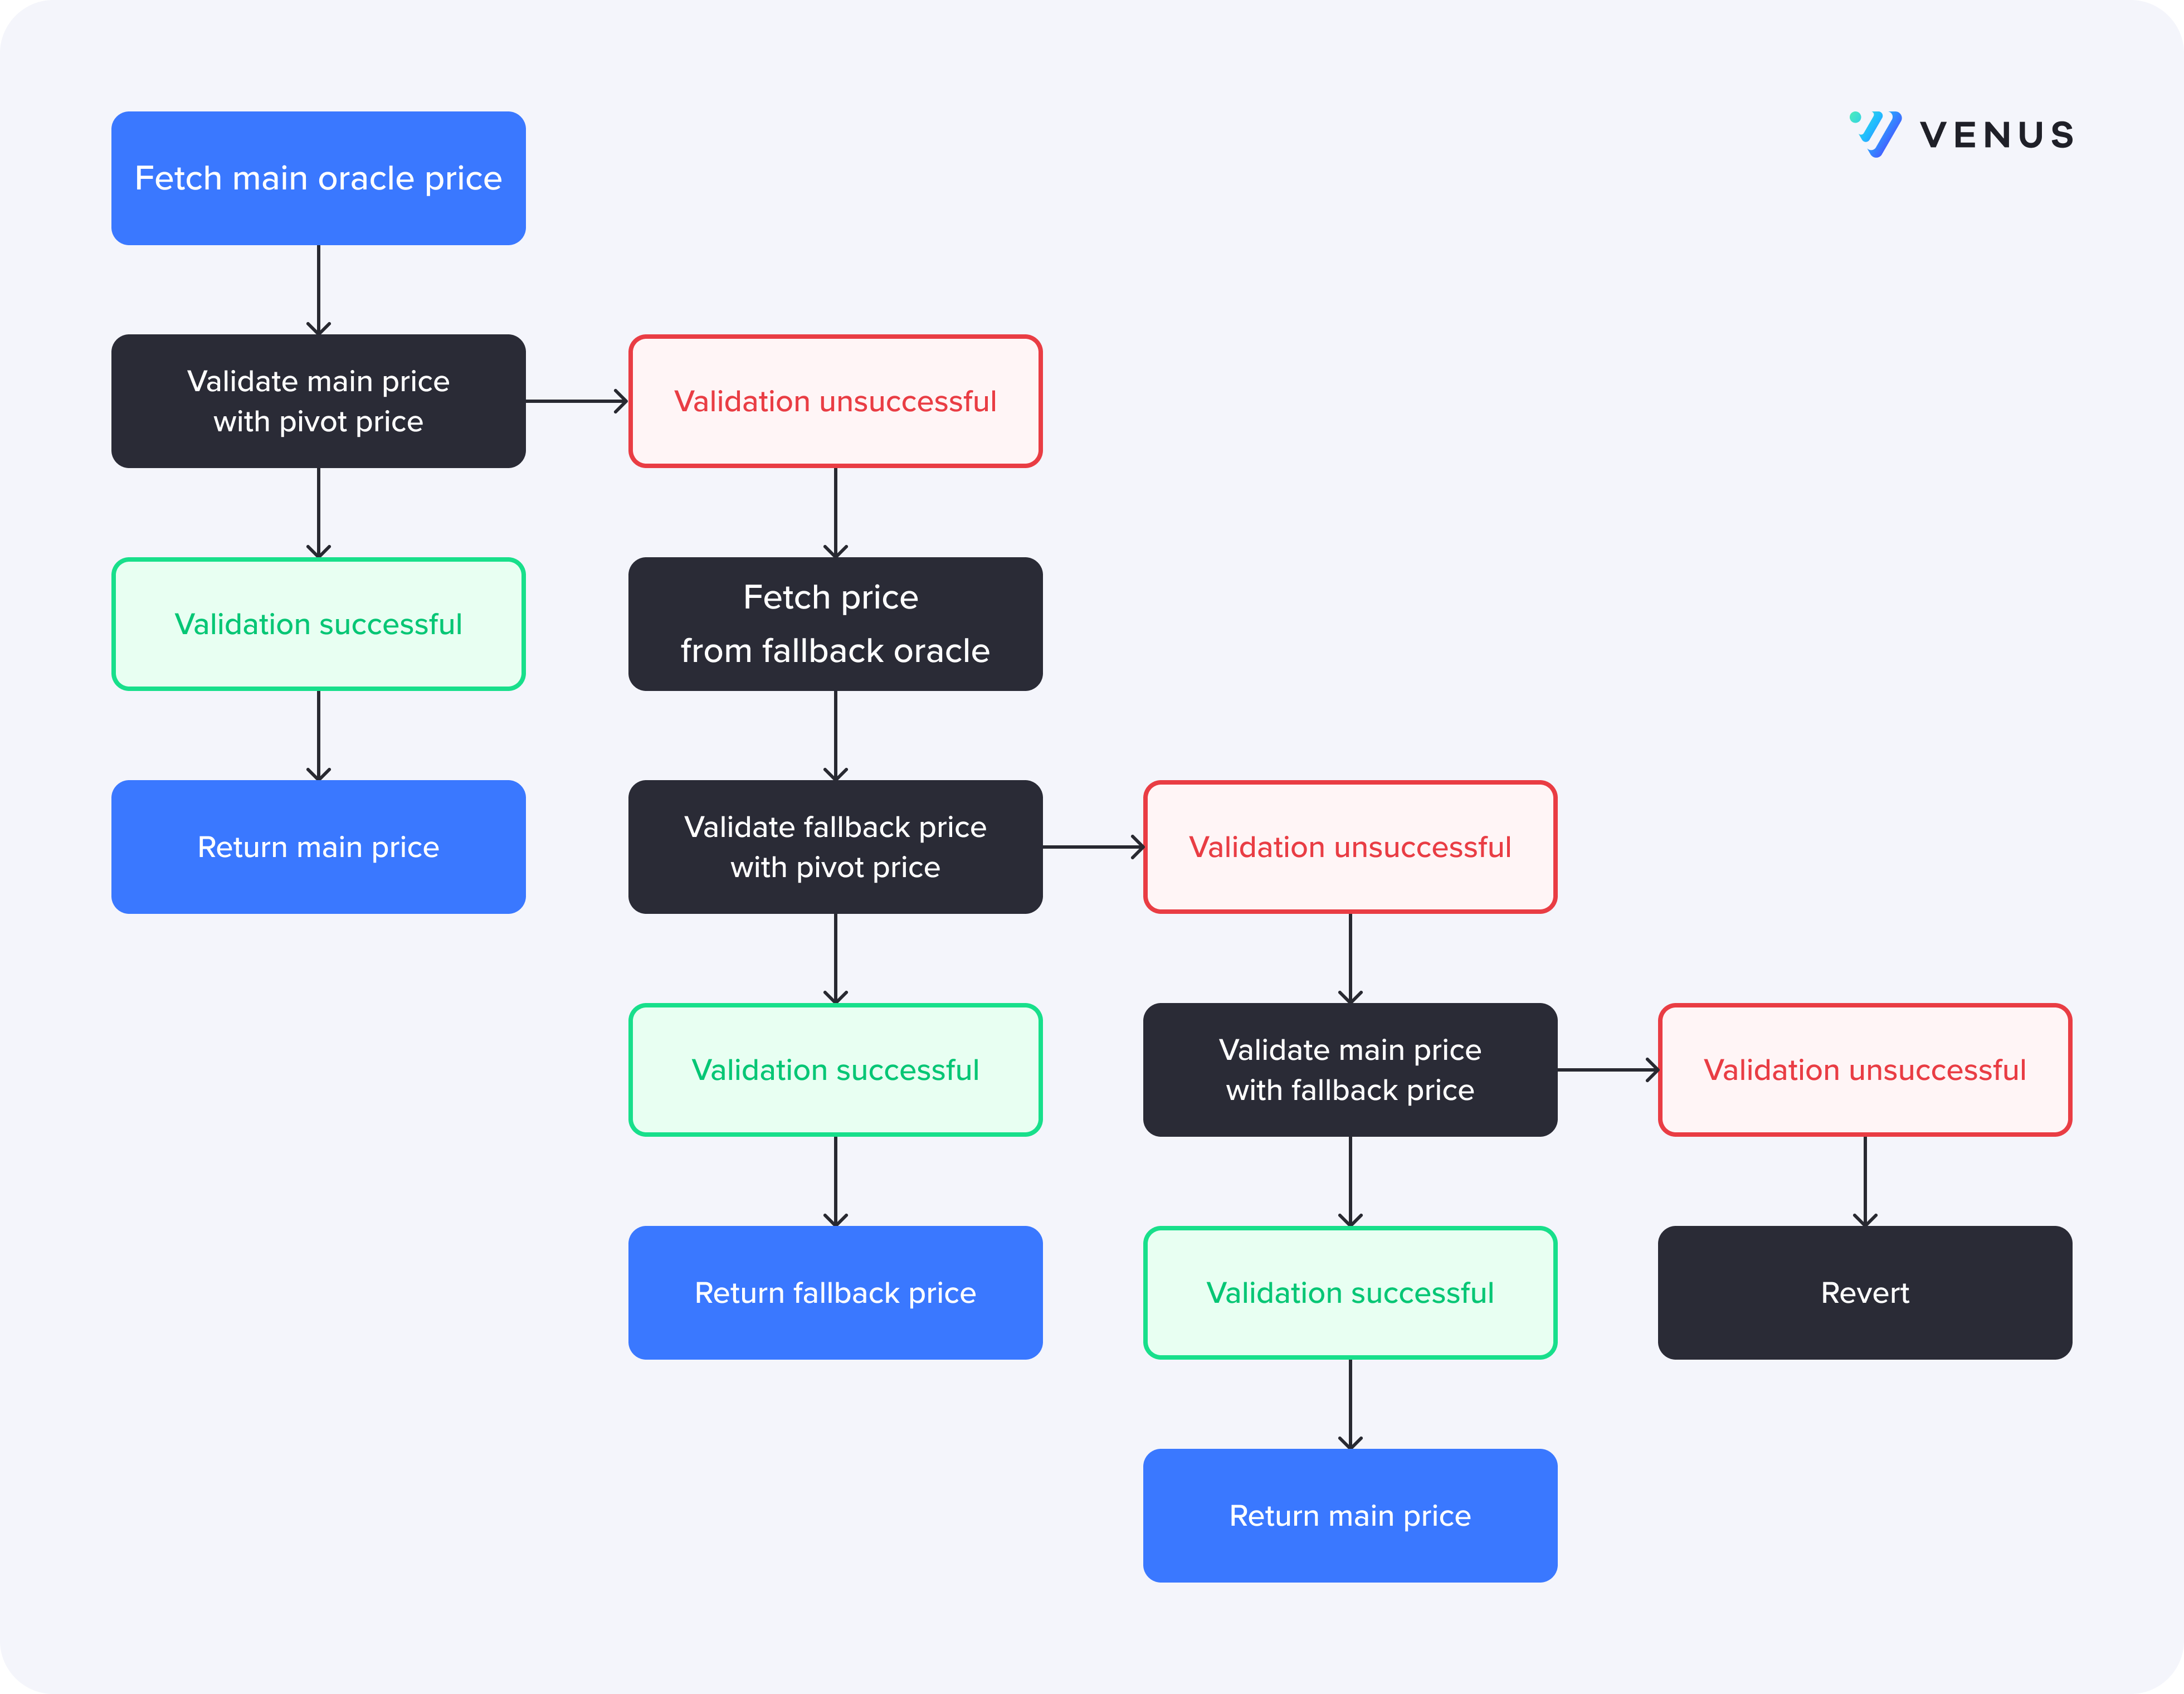 Fetch main oracle price
VENUS
Validate main price
with pivot price
Validation unsuccessful
Validation successful
Fetch price
from fallback oracle
Return main price
Validate fallback price
with pivot price
Validation unsuccessful
Validation successful
Validate main price
with fallback price
Validation unsuccessful
Return fallback price
Validation successful
Revert
Return main price